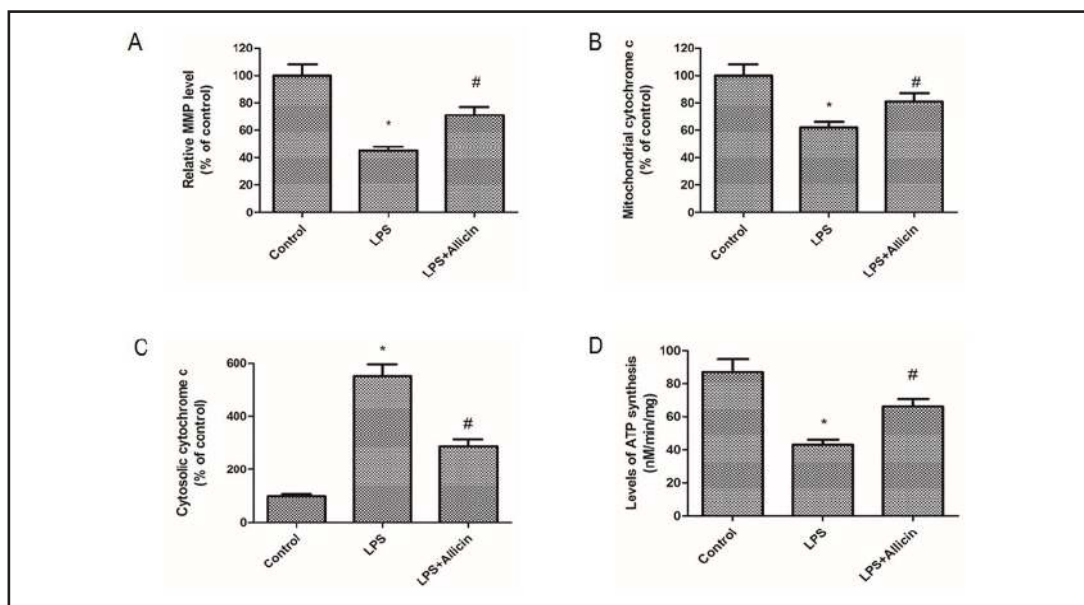 A
Relative MMP level
(% of control)
120
100
80
60
40
20
0
*
#
Control
LPS
LPS+Allicin
B
Mitochondrial cytochrome c
(% of control)
120
100
80
60
40
20
0
*
#
Control
LPS
LPS+Allicin
C
Cytosolic cytochrome c
(% of control)
600
400
200
0
*
#
Control
LPS
LPS+Allicin
D
Levels of ATP synthesis
(nM/min/mg)
100
80
60
40
20
0
*
#
Control
LPS
LPS+Allicin